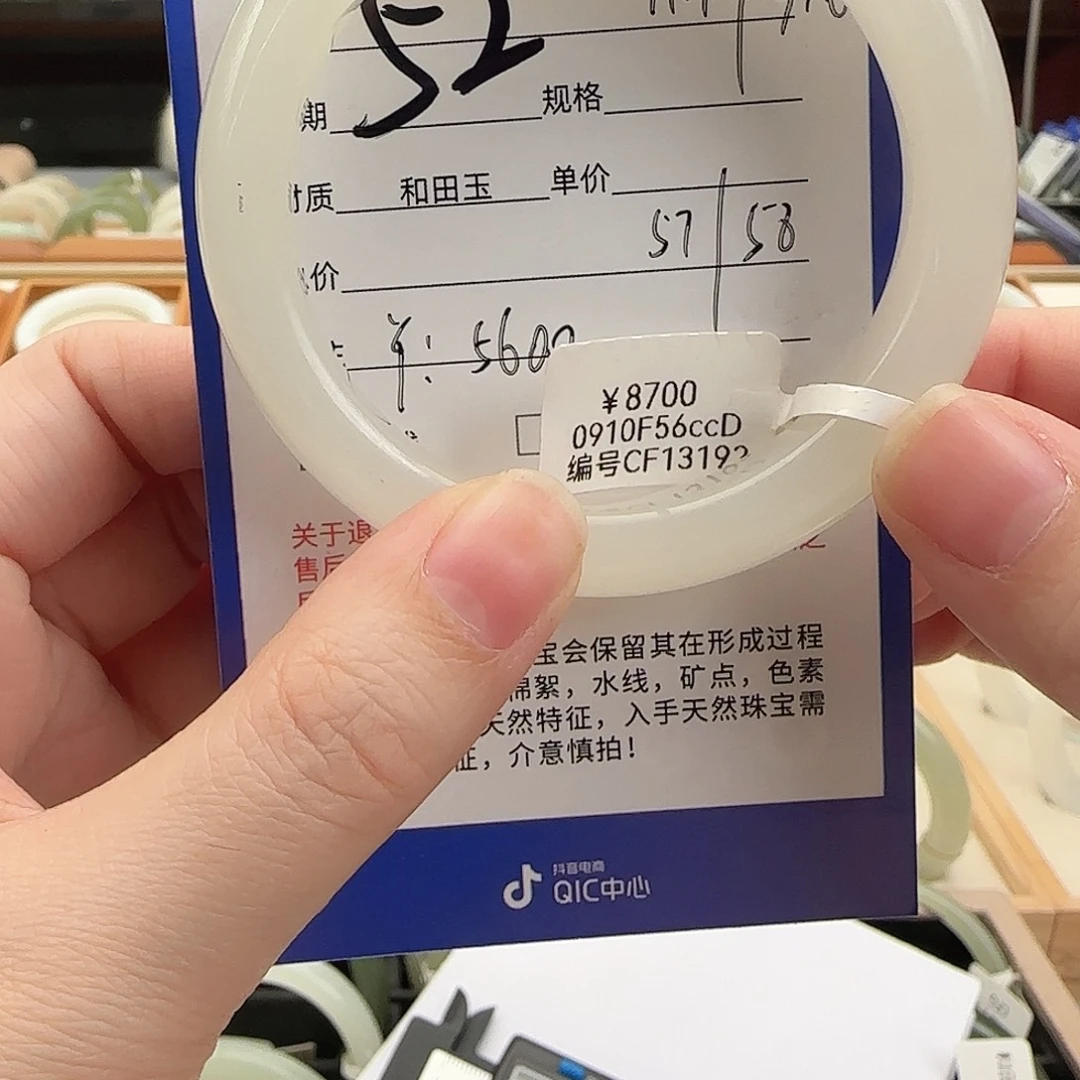 52
期 规格
材质 和田玉 单价
57 | 58
价
¥: 5600
¥8700
0910F56ccD
编号CF1319
关于退
售后
宝会保留其在形成过程
棉絮，水线，矿点，色素
天然特征，入手天然珠宝需
征，介意慎拍！
抖音电商
QIC中心